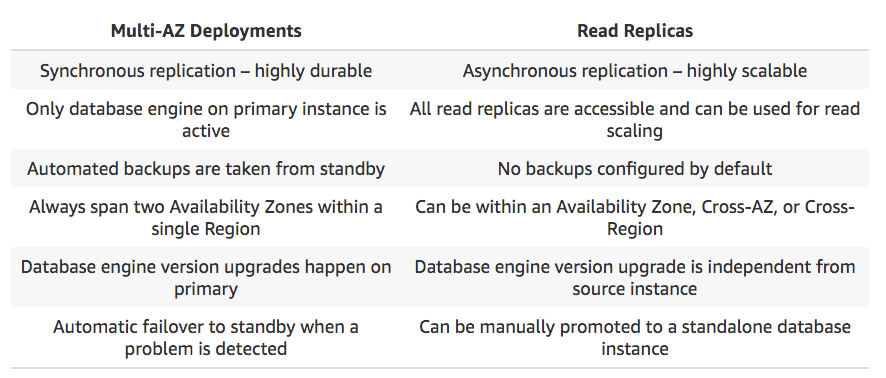 Multi-AZ Deployments
Read Replicas
Synchronous replication – highly durable
Asynchronous replication – highly scalable
Only database engine on primary instance is
active
All read replicas are accessible and can be used for read
scaling
Automated backups are taken from standby
No backups configured by default
Always span two Availability Zones within a
single Region
Can be within an Availability Zone, Cross-AZ, or Cross-
Region
Database engine version upgrades happen on
primary
Database engine version upgrade is independent from
source instance
Automatic failover to standby when a
problem is detected
Can be manually promoted to a standalone database
instance